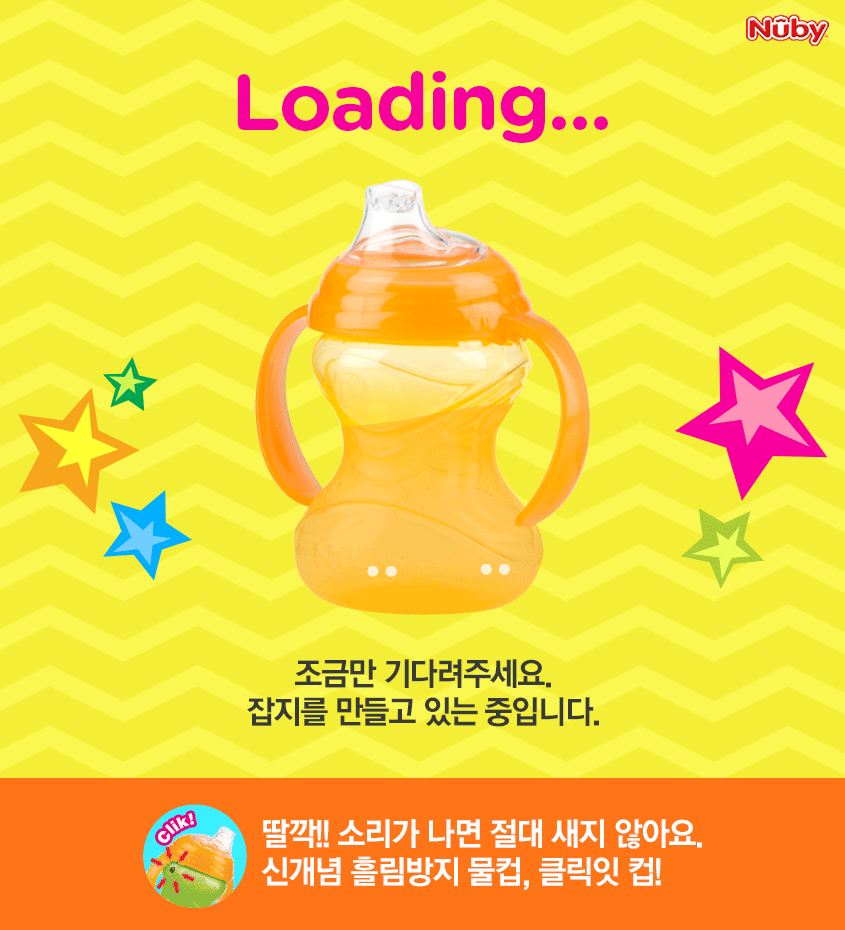 Nûby
Loading...
조금만 기다려주세요.
잡지를 만들고 있는 중입니다.
Clik!
딸깍!! 소리가 나면 절대 새지 않아요.
신개념 흘림방지 물컵, 클릭잇 컵!